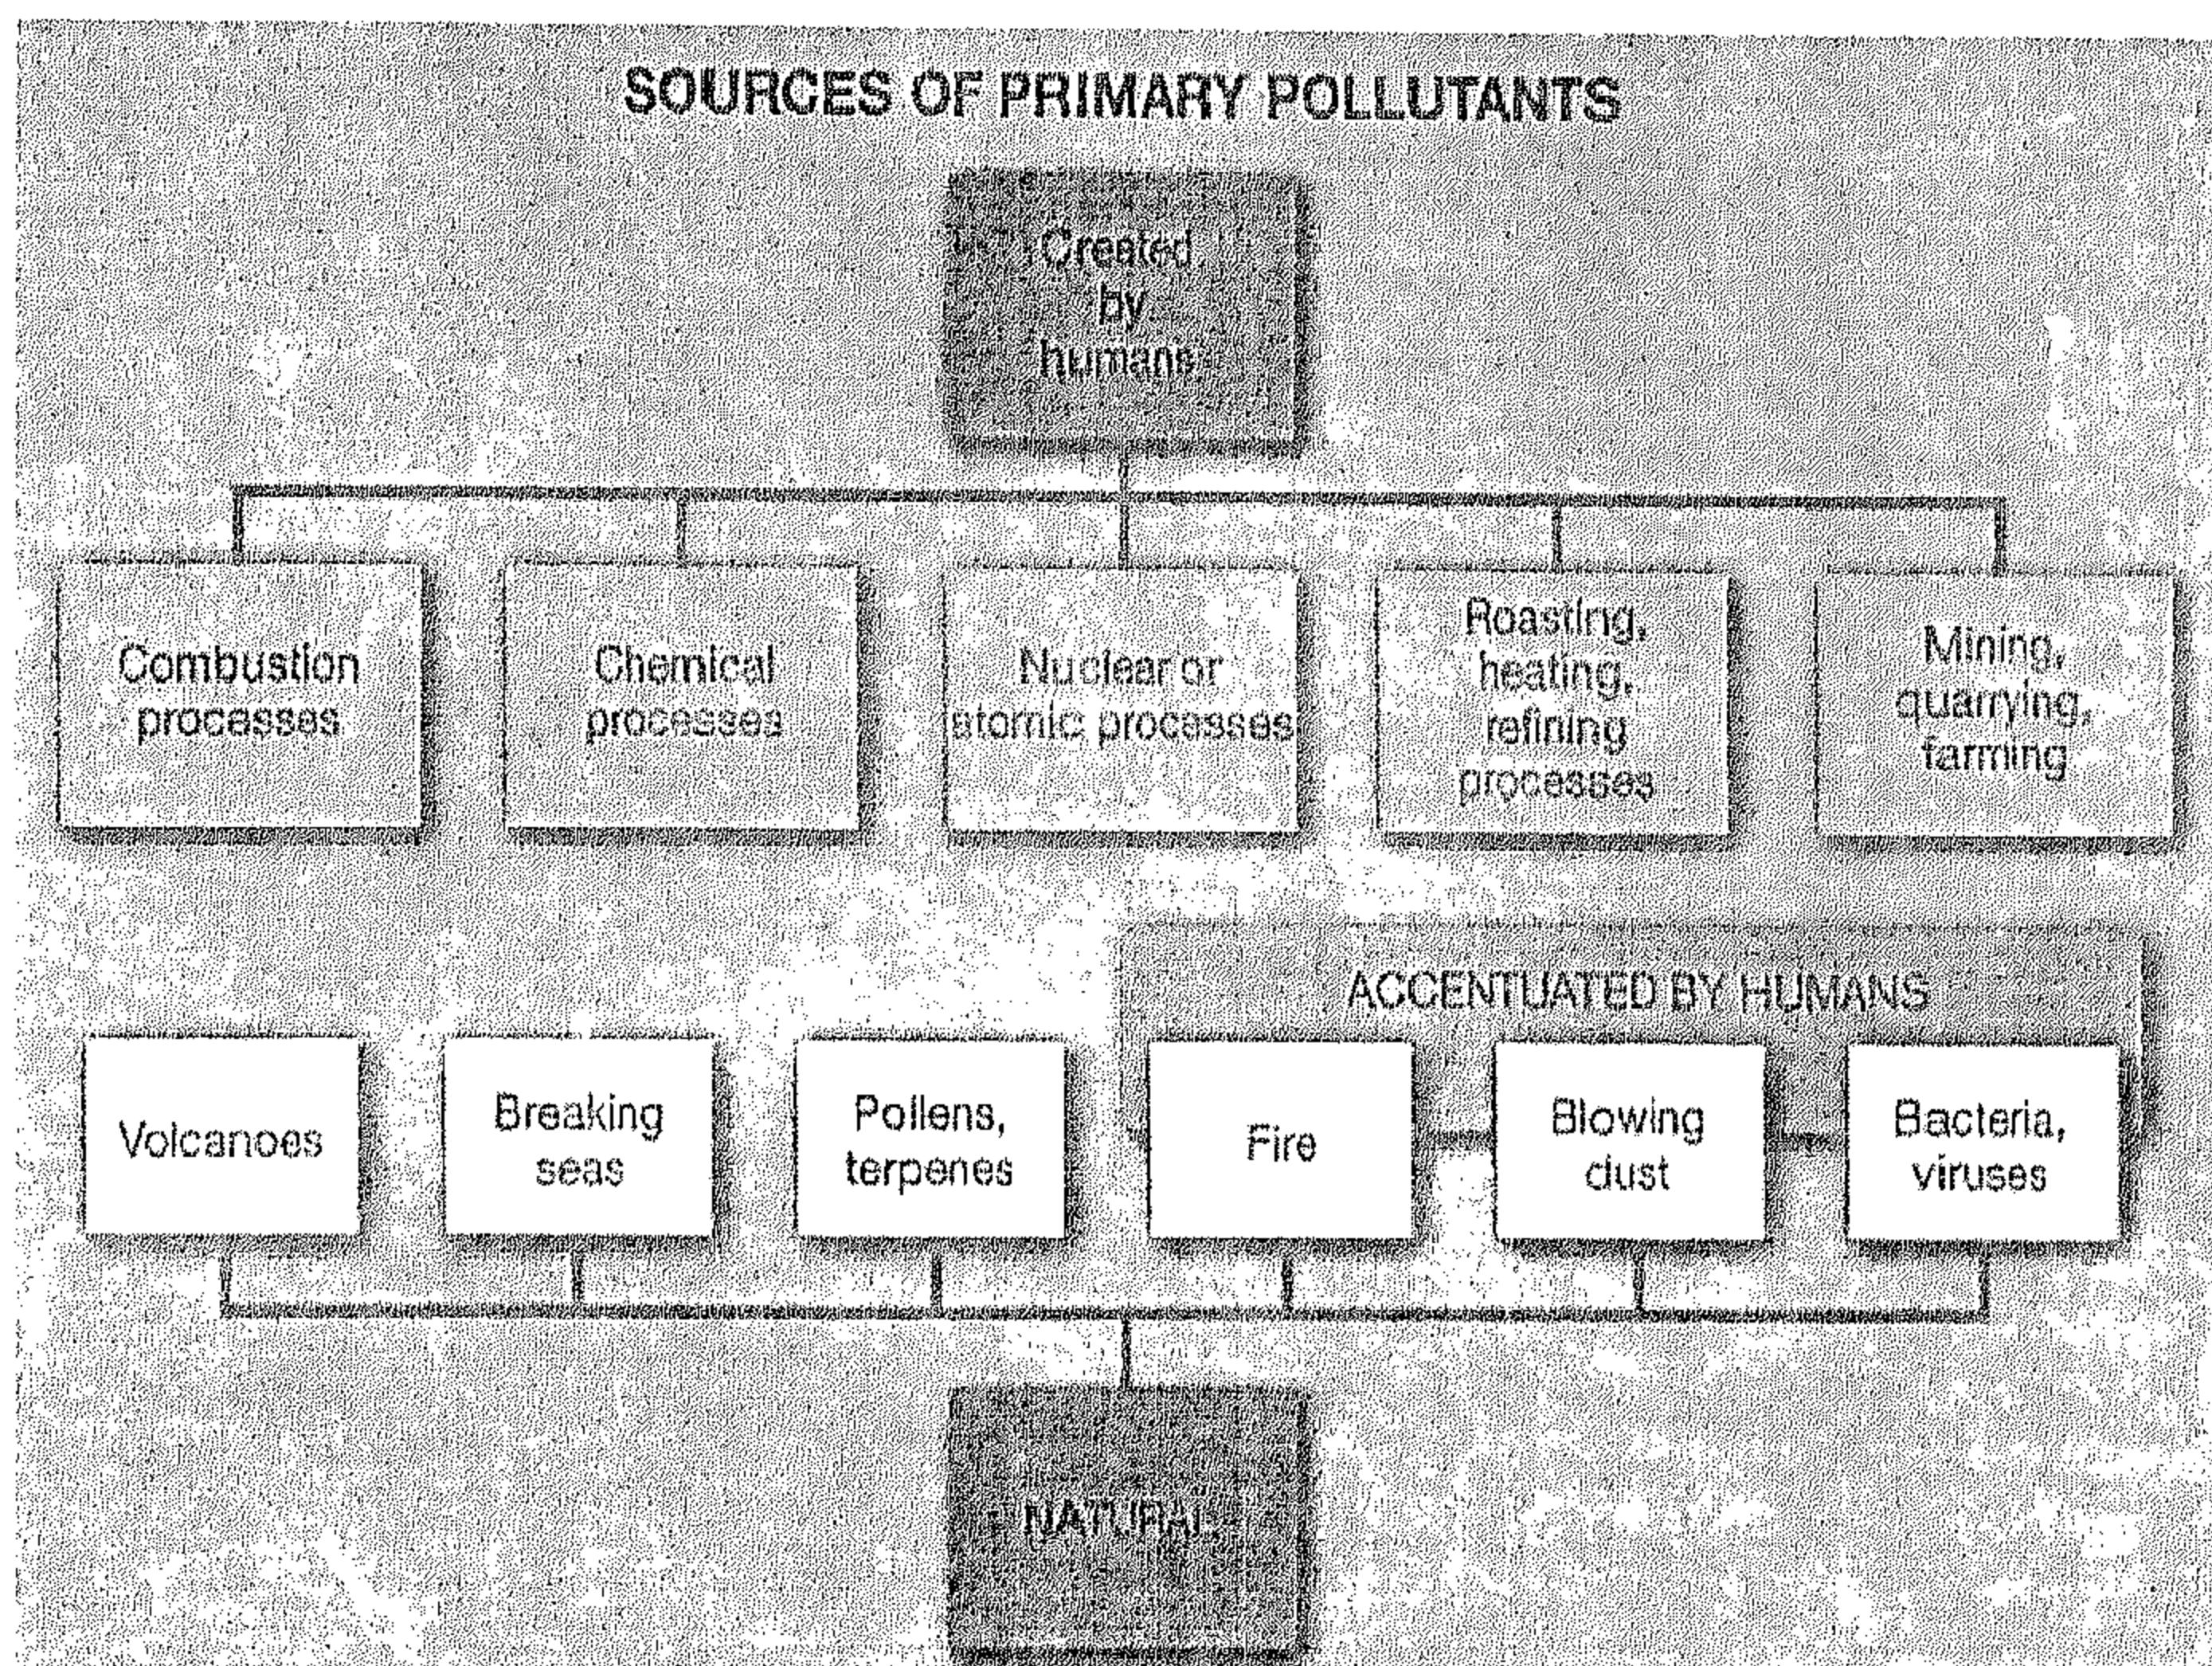 SOURCES OF PRIMARY POLLUTANTS
Created
by
humans
Combustion
processes
Chemical
processes
Nuclear or
atomic processes
Roasting,
heating,
refining
processes
Mining,
quarrying,
farming
ACCENTUATED BY HUMANS
Volcanoes
Breaking
seas
Pollens,
terpenes
Fire
Blowing
dust
Bacteria,
viruses
NATURAL